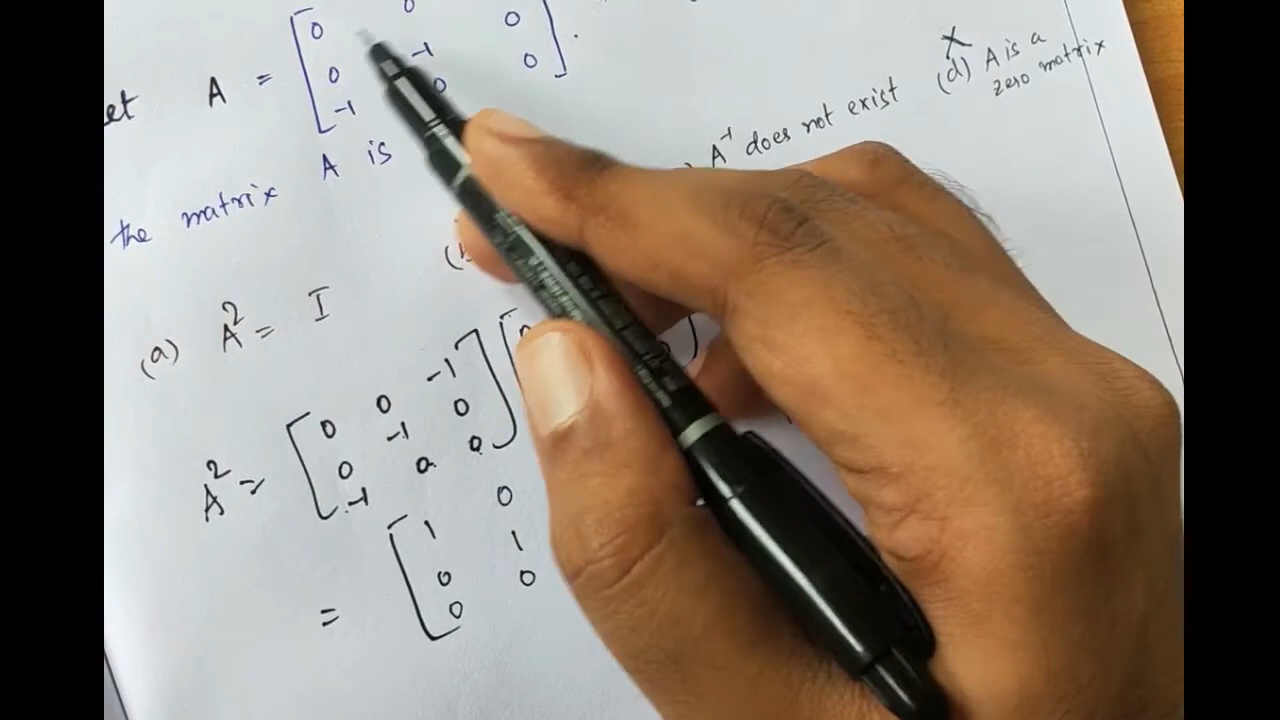 et A = [ 0 0
0 -1 0
-1 0 0 ] .
the matrix A is
A⁻¹ does not exist
(d) A is a
zero matrix
(a) A² = I
A² = [ 0 0 -1
0 -1 0
-1 0 0 ] [
= [ 1 0
0 1
0 0